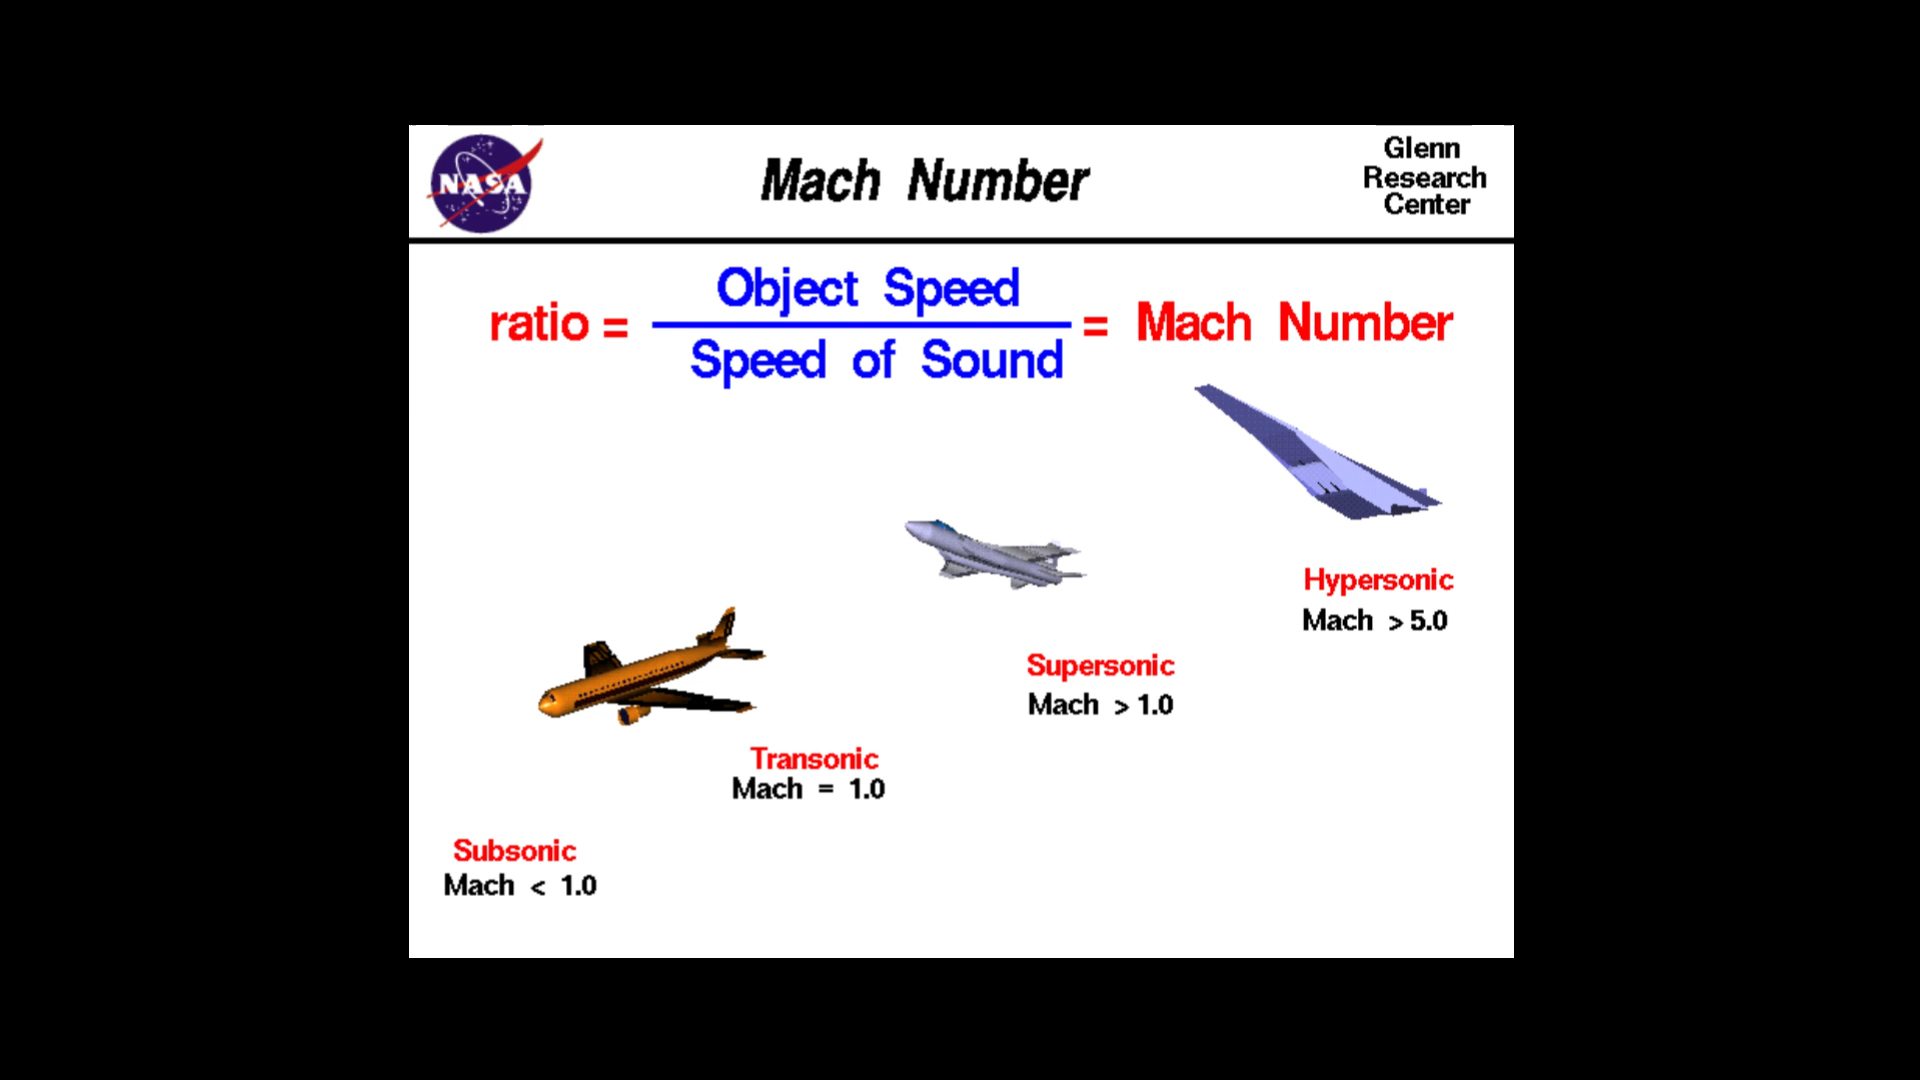 NASA
Mach Number
Glenn
Research
Center
Object Speed
ratio = = Mach Number
Speed of Sound
Hypersonic
Mach > 5.0
Supersonic
Mach > 1.0
Transonic
Mach = 1.0
Subsonic
Mach < 1.0